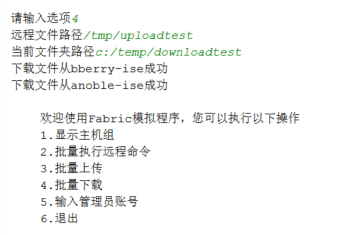 请输入选项4
远程文件路径/tmp/uploadtest
当前文件夹路径c:/temp/downloadtest
下载文件从bberry-ise成功
下载文件从anoble-ise成功
欢迎使用Fabric模拟程序，您可以执行以下操作
1.显示主机组
2.批量执行远程命令
3.批量上传
4.批量下载
5.输入管理员账号
6.退出